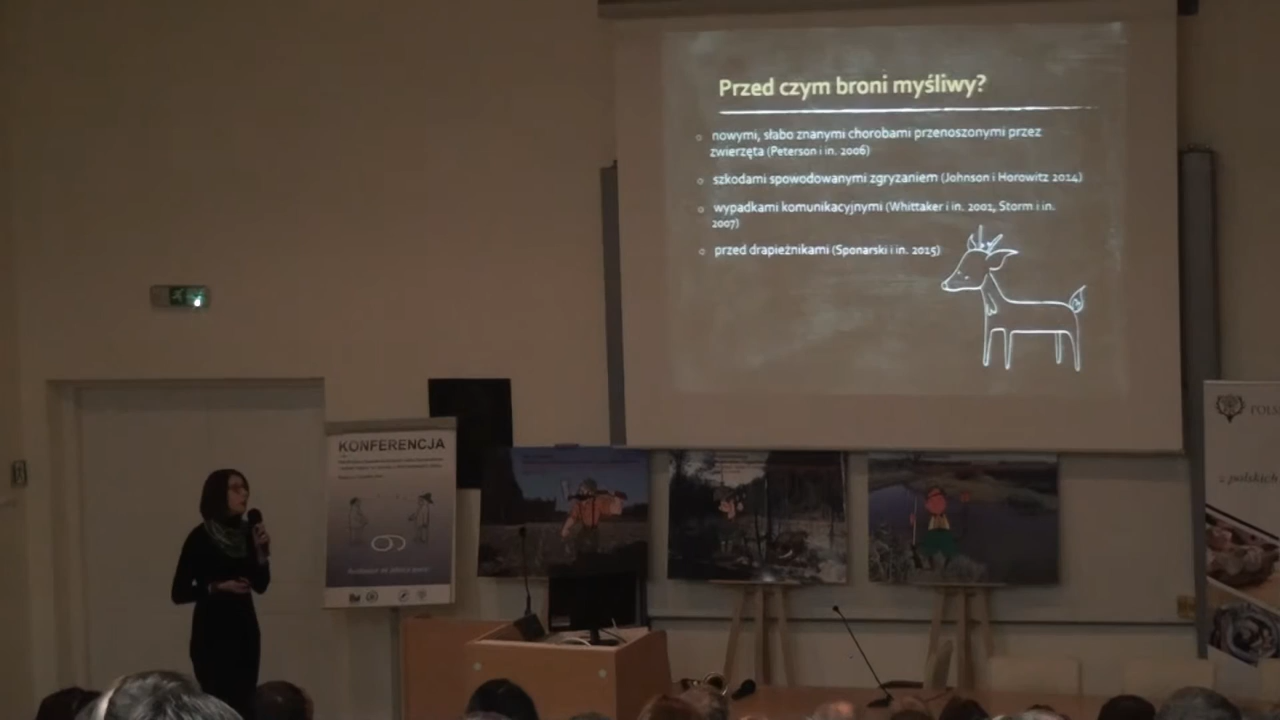 Przed czym broni myśliwy?
nowymi, słabo znanymi chorobami przenoszonymi przez
zwierzęta (Peterson i in. 2006)
szkodami spowodowanymi zgryzaniem (Johnson i Horowitz 2014)
wypadkami komunikacyjnymi (Whittaker i in. 2001, Storm i in.
2007)
przed drapieżnikami (Sponarski i in. 2015)
KONFERENCJA
z polskich